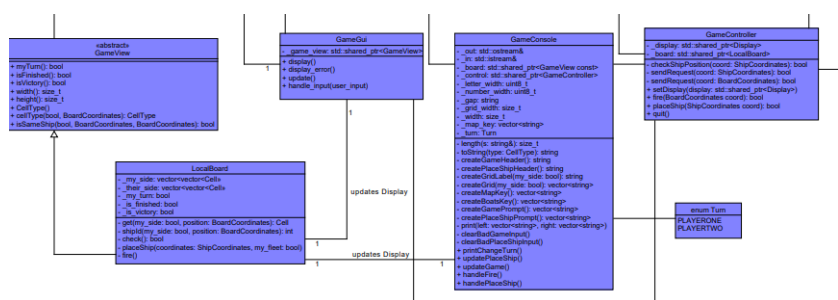 «abstract»
GameView
+ myTurn(): bool
+ isFinished(): bool
+ isVictory(): bool
+ width(): size_t
+ height(): size_t
+ CellType()
+ cellType(bool, BoardCoordinates): CellType
+ isSameShip(bool, BoardCoordinates, BoardCoordinates): bool
GameGui
- _game_view: std::shared_ptr<GameView>
+ display()
+ display_error()
+ update()
+ handle_input(user_input)
GameConsole
- _out: std::ostream&
- _in: std::istream&
- _board: std::shared_ptr<GameView const>
- _control: std::shared_ptr<GameController>
- _letter_width: uint8_t
- _number_width: uint8_t
- _gap: string
- _grid_width: size_t
- _width: size_t
- _map_key: vector<string>
- _turn: Turn
- length(s: string&): size_t
- toString(type: CellType): string
- createGameHeader(): string
- createPlaceShipHeader(): string
- createGridLabel(my_side: bool): string
- createGrid(my_side: bool): vector<string>
- createMapKey(): vector<string>
- createBoatsKey(): vector<string>
- createGamePrompt(): vector<string>
- createPlaceShipPrompt(): vector<string>
- print(left: vector<string>, right: vector<string>)
- clearBadGameInput()
- clearBadPlaceShipInput()
+ printChangeTurn()
+ updatePlaceShip()
+ updateGame()
+ handleFire()
+ handlePlaceShip()
GameController
- _display: std::shared_ptr<Display>
- _board: std::shared_ptr<LocalBoard>
- checkShipPosition(coord: ShipCoordinates): bool
- sendRequest(coord: ShipCoordinates): bool
- sendRequest(coord: BoardCoordinates): bool
+ setDisplay(display: std::shared_ptr<Display>)
+ fire(BoardCoordinates coord): bool
+ placeShip(ShipCoordinates coord): bool
+ quit()
LocalBoard
- _my_side: vector<vector<Cell»
- _their_side: vector<vector<Cell»
- _my_turn: bool
- _is_finished: bool
- _is_victory: bool
- get(my_side: bool, position: BoardCoordinates): Cell
- shipId(my_side: bool, position: BoardCoordinates): int
- check(): bool
- placeShip(coordinates: ShipCoordinates, my_fleet: bool)
- fire()
enum Turn
PLAYERONE
PLAYERTWO
1
1
1
updates Display
1
updates Display
1
1